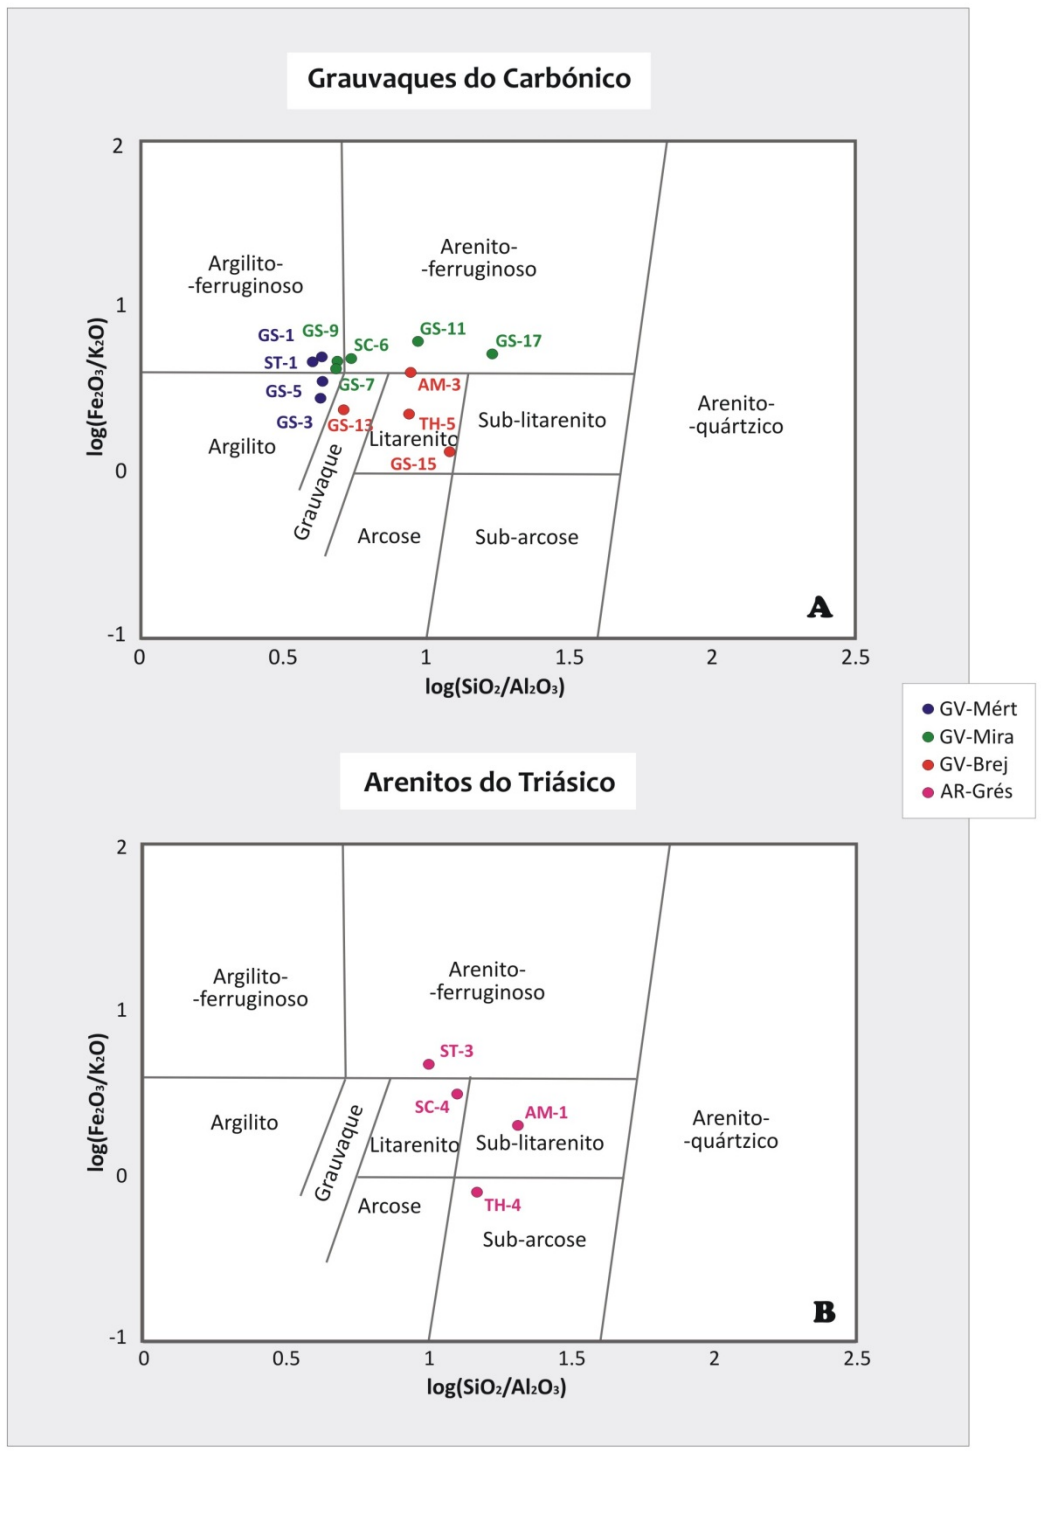 Grauvaques do Carbónico
2
Argilito-
-ferruginoso
Arenito-
-ferruginoso
1
GS-1
GS-9
GS-11
SC-6
GS-17
ST-1
GS-7
AM-3
GS-5
GS-3
GS-13
TH-5
Sub-litarenito
Arenito-
-quártzico
Argilito
Litarenito
GS-15
0
Grauvaque
Arcose
Sub-arcose
A
-1
0
0.5
1
1.5
2
2.5
log(Fe₂O₃/K₂O)
log(SiO₂/Al₂O₃)
GV-Mért
GV-Mira
GV-Brej
AR-Grés
Arenitos do Triásico
2
Argilito-
-ferruginoso
Arenito-
-ferruginoso
1
ST-3
SC-4
AM-1
Argilito
Grauvaque
Litarenito
Sub-litarenito
Arenito-
-quártzico
0
Arcose
TH-4
Sub-arcose
B
-1
0
0.5
1
1.5
2
2.5
log(Fe₂O₃/K₂O)
log(SiO₂/Al₂O₃)